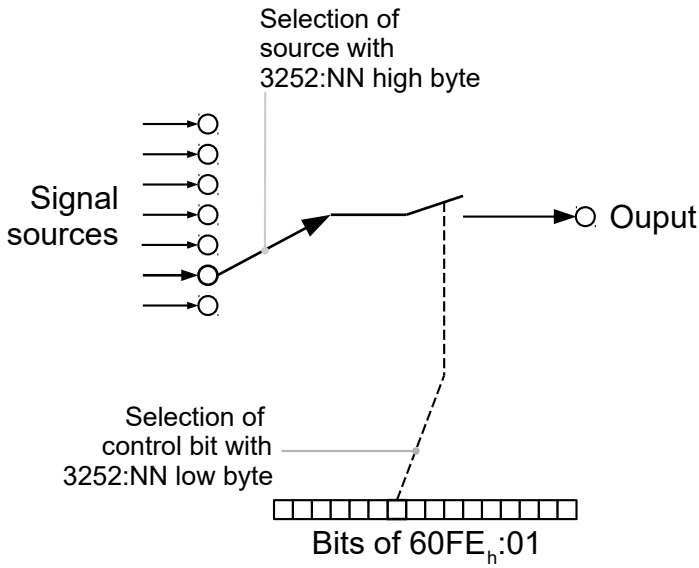 Selection of
source with
3252:NN high byte
Signal
sources
Ouput
Selection of
control bit with
3252:NN low byte
Bits of 60FEh:01